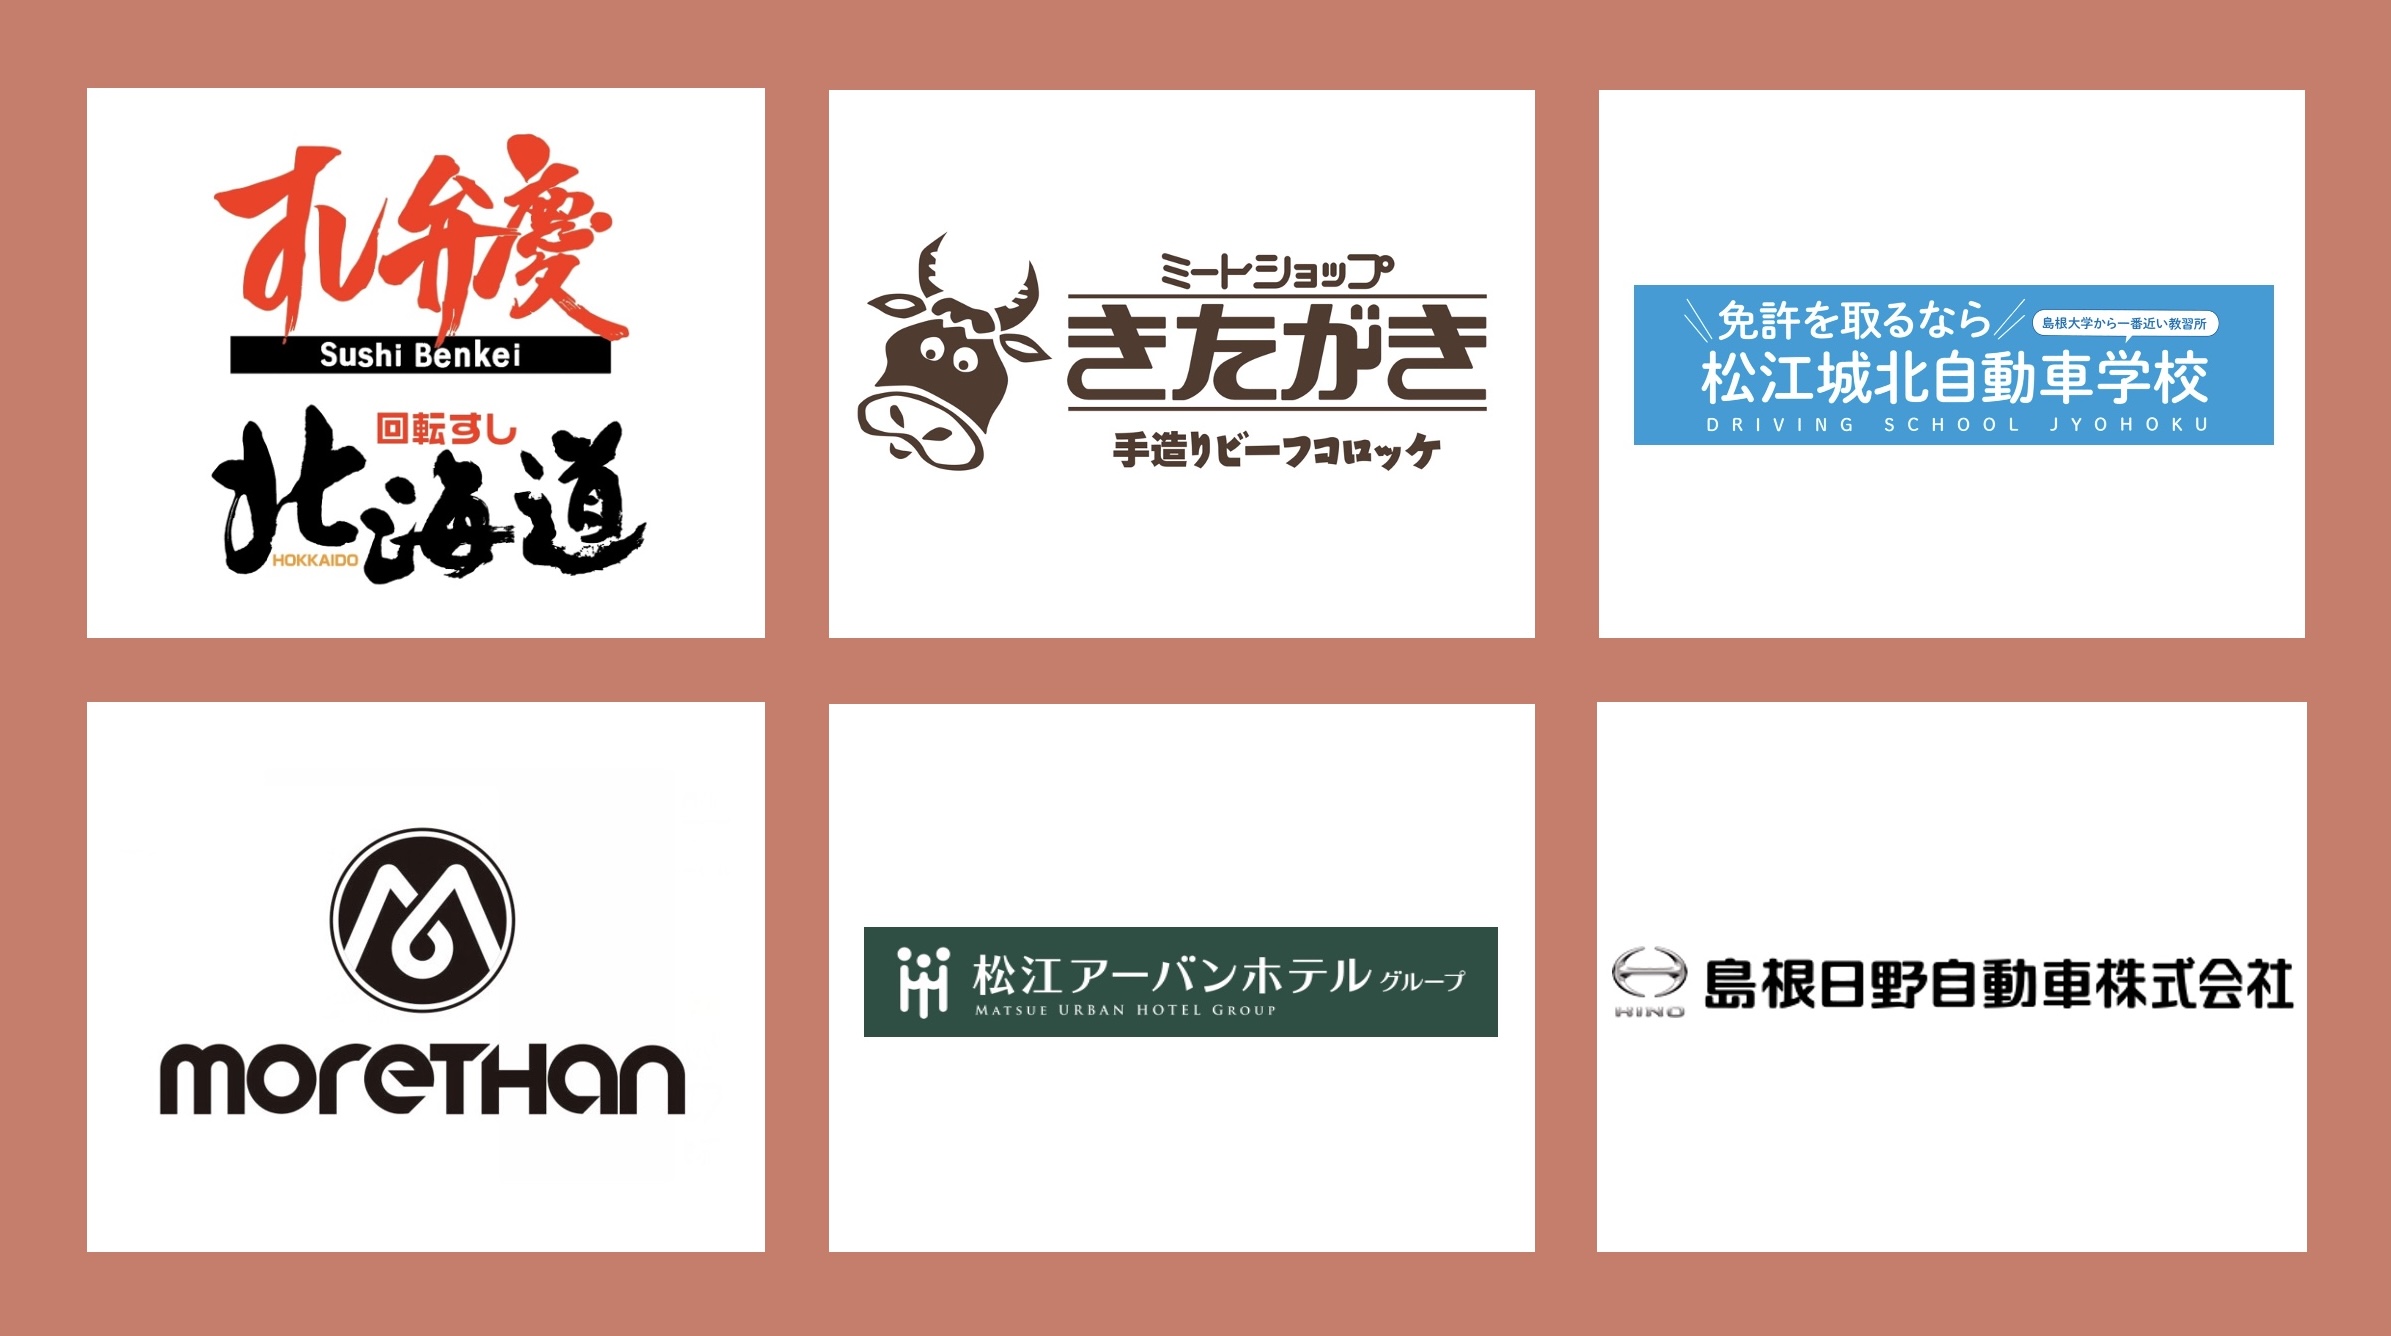 すし弁慶
Sushi Benkei
回転すし
北海道
HOKKAIDO
ミートショップ
きたがき
手造りビーフコロッケ
免許を取るなら
島根大学から一番近い教習所
松江城北自動車学校
DRIVING SCHOOL JYOHOKU
moreTHan
松江アーバンホテルグループ
MATSUE URBAN HOTEL GROUP
島根日野自動車株式会社
HINO